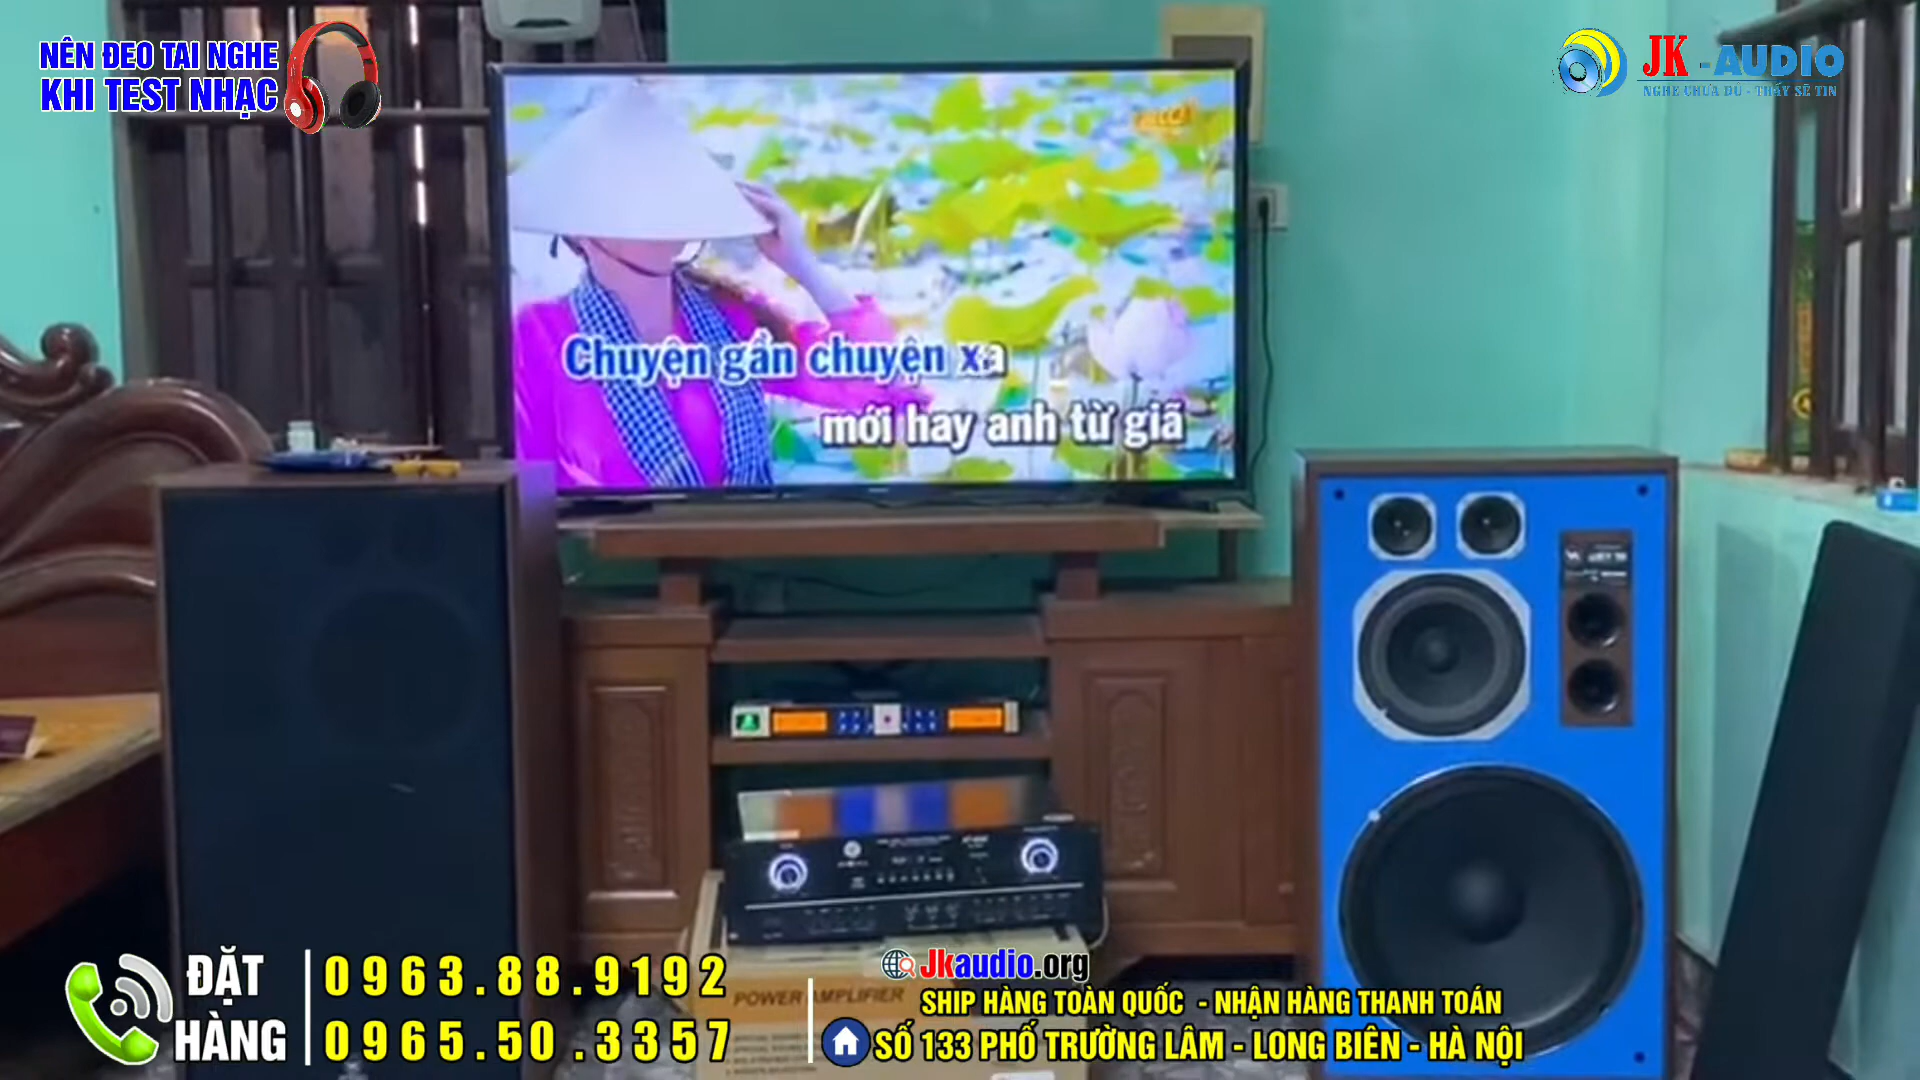 NÊN ĐEO TAI NGHE
KHI TEST NHẠC
JK - AUDIO
NGHE CHƯA ĐỦ - THẤY SẼ TIN
Chuyện gần chuyện xa
mới hay anh từ giã
ĐẶT
HÀNG
0963.88.9192
0965.50.3357
Jkaudio.org
POWER AMPLIFIER
SHIP HÀNG TOÀN QUỐC - NHẬN HÀNG THANH TOÁN
SỐ 133 PHỐ TRƯỜNG LÂM - LONG BIÊN - HÀ NỘI